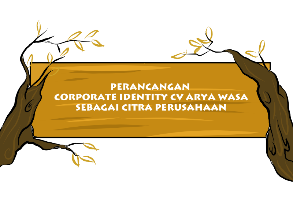 PERANCANGAN
CORPORATE IDENTITY CV ARYA WASA
SEBAGAI CITRA PERUSAHAAN